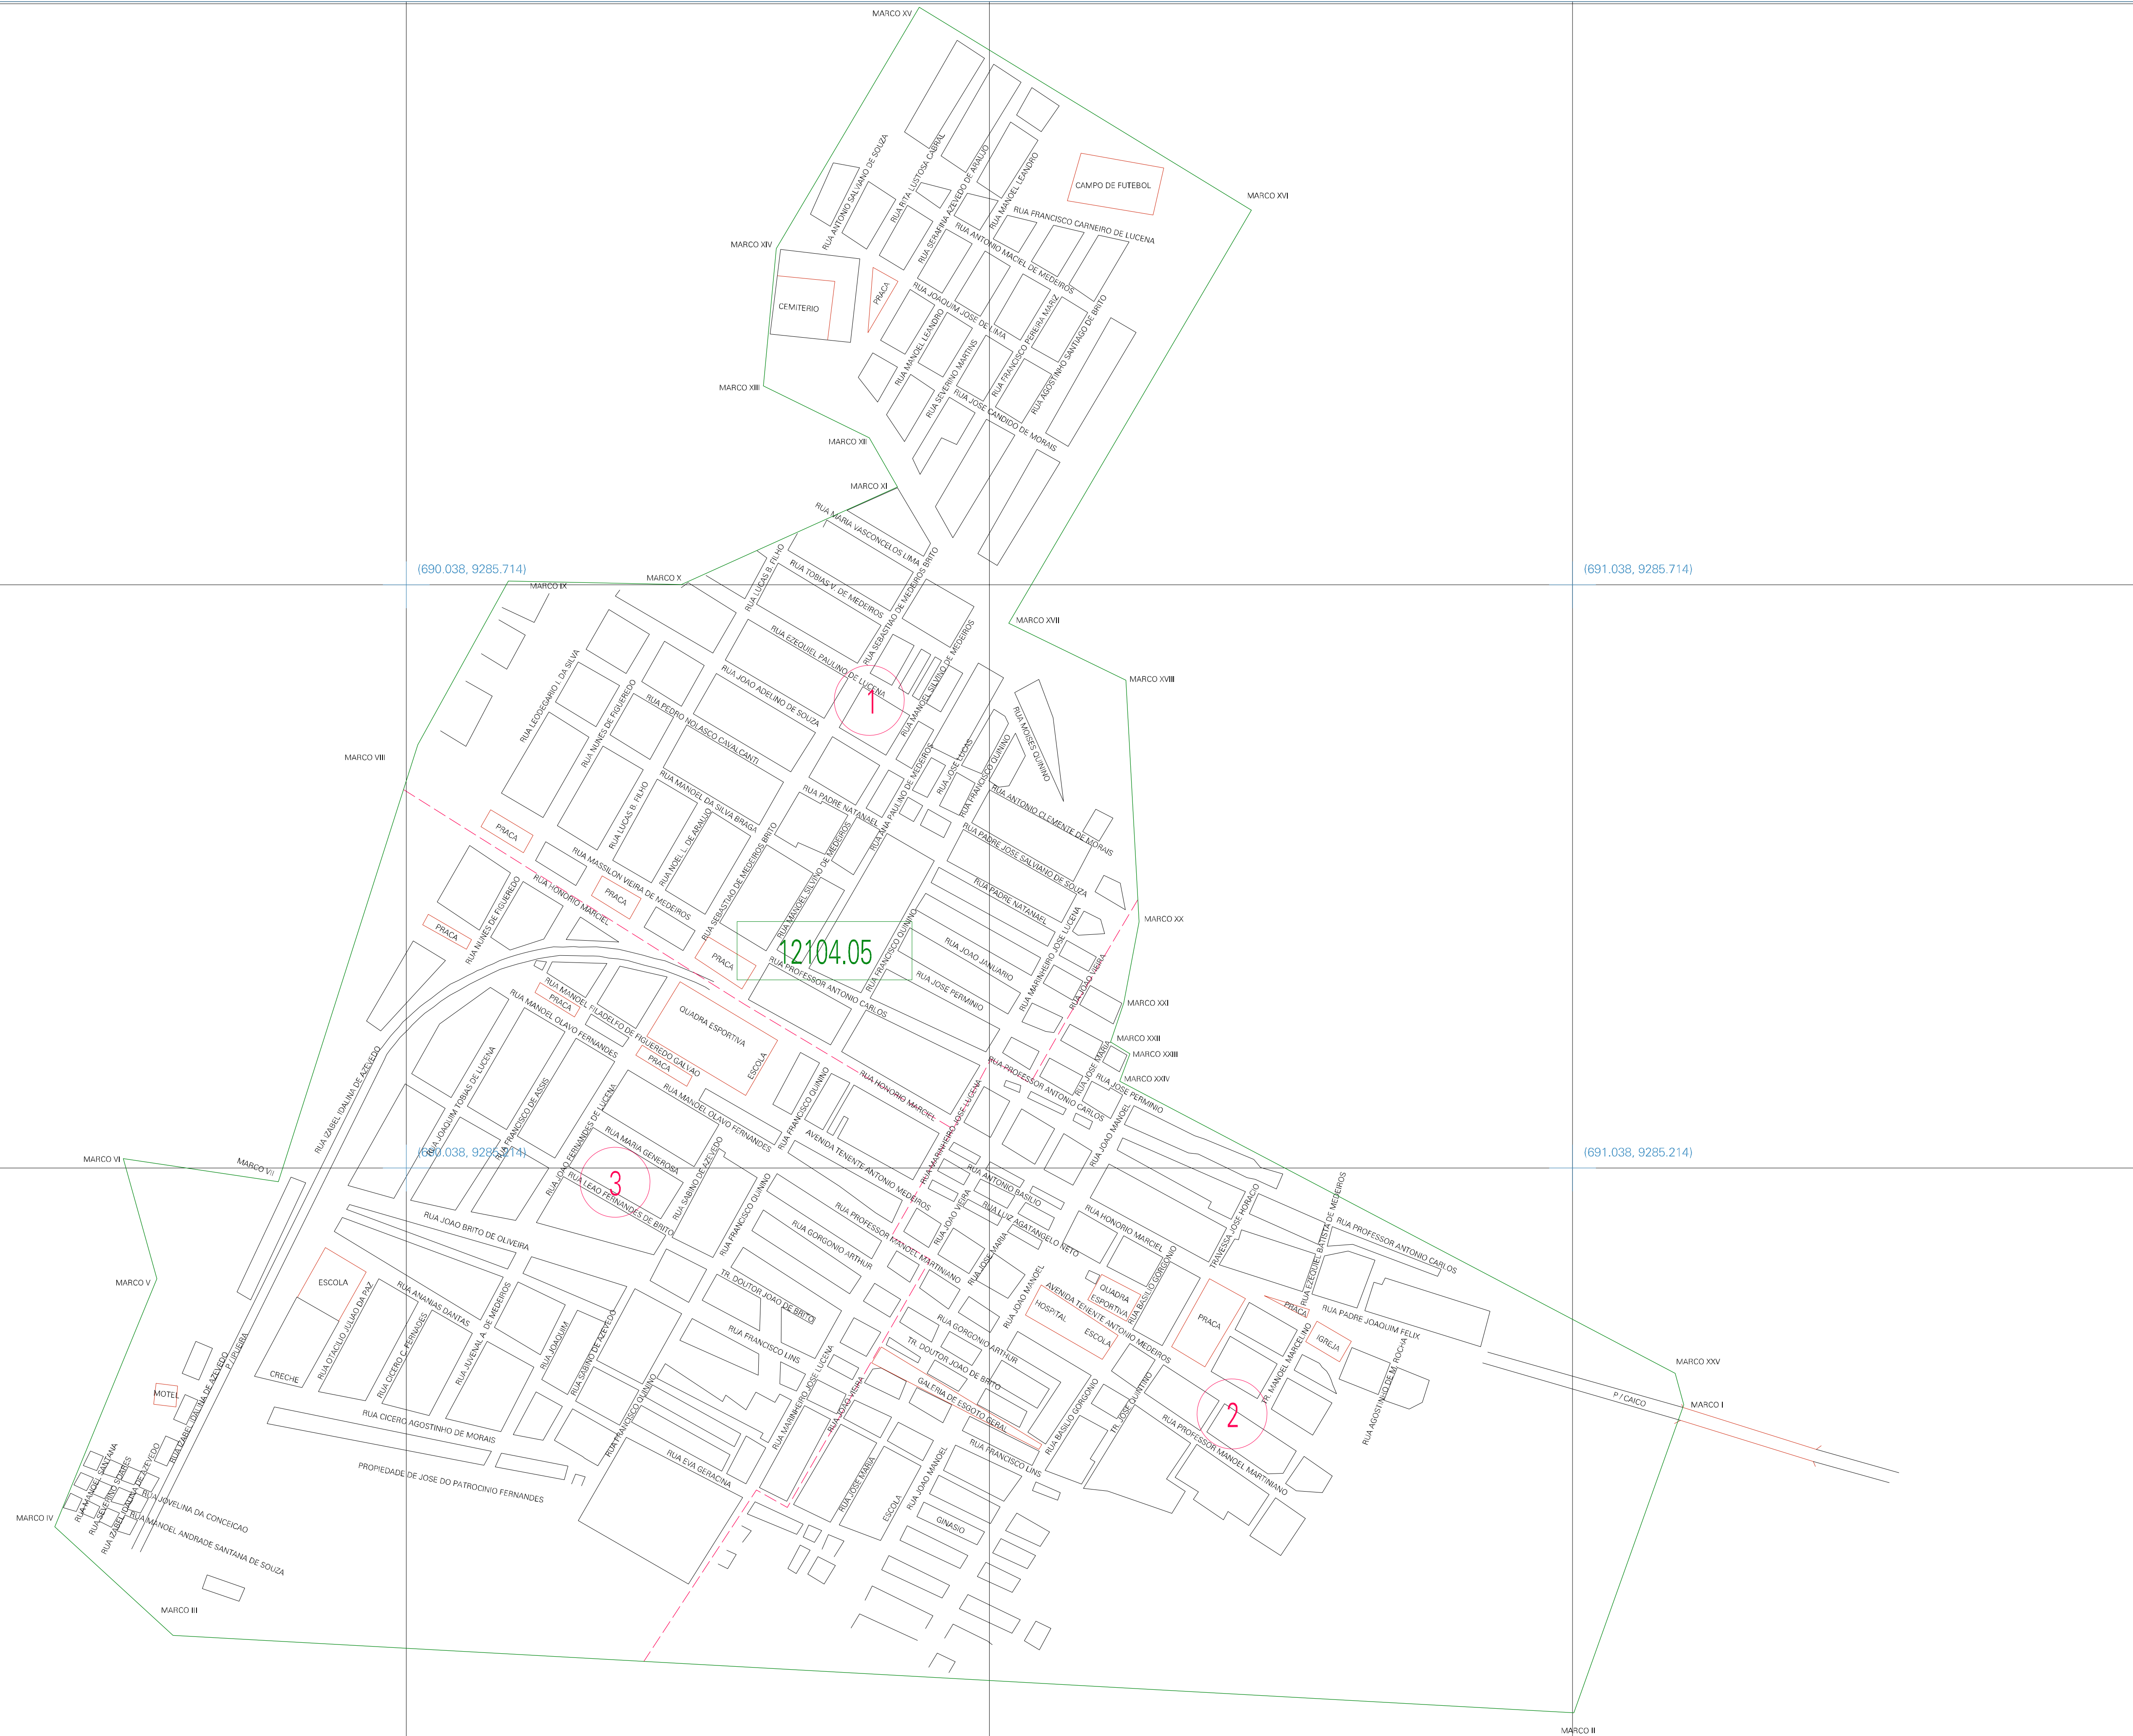 MARCO XV
RUA ANTONIO SALVIANO DE SOUZA
RUA RITA LUSTOSA CABRAL
RUA SERAFINA AZEVEDO DE ARAUJO
RUA MANOEL LEANDRO
CAMPO DE FUTEBOL
MARCO XVI
RUA FRANCISCO CARNEIRO DE LUCENA
RUA ANTONIO MACIEL DE MEDEIROS
MARCO XIV
CEMITERIO
PRACA
RUA JOAQUIM JOSE DE LIMA
RUA MANOEL LEANDRO
RUA SEVERINO MARTINS
RUA FRANCISCO PEREIRA MARIZ
RUA AGOSTINHO SANTIAGO DE BRITO
MARCO XIII
RUA JOSE CANDIDO DE MORAIS
MARCO XII
MARCO XI
RUA MARIA VASCONCELOS LIMA
(690.038, 9285.714)
(691.038, 9285.714)
MARCO IX
MARCO X
RUA LUCAS B. FILHO
RUA TOBIAS V. DE MEDEIROS
RUA SEBASTIAO DE MEDEIROS BRITO
MARCO XVII
RUA EZEQUIEL PAULINO DE LUCENA
RUA MANOEL SILVINO DE MEDEIROS
MARCO XVIII
RUA LEODEGARIO I. DA SILVA
RUA NUNES DE FIGUEREDO
RUA JOAO ADELINO DE SOUZA
1
RUA PEDRO NOLASCO CAVALCANTI
RUA MOISES QUININO
MARCO VIII
RUA LUCAS B. FILHO
RUA MANOEL DA SILVA BRAGA
RUA PADRE NATANAEL
RUA ANA PAULINO DE MEDEIROS
RUA JOSE LUCAS
RUA FRANCISCO QUININO
RUA ANTONIO CLEMENTE DE MORAIS
PRACA
RUA NOEL L. DE ARAUJO
RUA SEBASTIAO DE MEDEIROS BRITO
RUA MANOEL SILVINO DE MEDEIROS
RUA PADRE JOSE SALVIANO DE SOUZA
RUA MASSILON VIEIRA DE MEDEIROS
RUA HONORIO MARCIEL
PRACA
RUA PADRE NATANAEL
RUA NUNES DE FIGUEREDO
PRACA
MARCO XX
12104.05
PRACA
RUA PROFESSOR ANTONIO CARLOS
RUA FRANCISCO QUININO
RUA JOAO JANUARIO
RUA JOSE PERMINIO
RUA MARINHEIRO JOSE LUCENA
RUA JOAO VIEIRA
MARCO XXI
RUA MANOEL FILADELFO DE FIGUEREDO GALVAO
PRACA
RUA MANOEL OLAVO FERNANDES
QUADRA ESPORTIVA
ESCOLA
PRACA
MARCO XXII
MARCO XXIII
MARCO XXIV
RUA IZABEL IDALINA DE AZEVEDO
RUA JOAQUIM TOBIAS DE LUCENA
RUA FRANCISCO DE ASSIS
RUA JOAO FERNANDES DE LUCENA
RUA MANOEL OLAVO FERNANDES
RUA FRANCISCO QUININO
RUA HONORIO MARCIEL
RUA MARINHEIRO JOSE LUCENA
RUA PROFESSOR ANTONIO CARLOS
RUA JOSE MARIA
RUA JOSE PERMINIO
RUA JOAO MANOEL
RUA MARIA GENEROSA
AVENIDA TENENTE ANTONIO MEDEIROS
(690.038, 9285.214)
(691.038, 9285.214)
MARCO VI
MARCO VII
3
RUA LEAO FERNANDES DE BRITO
RUA SABINO DE AZEVEDO
RUA FRANCISCO QUININO
RUA ANTONIO BASILIO
RUA LUIZ AGATANGELO NETO
RUA JOAO VIEIRA
RUA JOSE MARIA
RUA HONORIO MARCIEL
TRAVESSA JOSE HORACIO
RUA EZEQUIEL BATISTA DE MEDEIROS
RUA PROFESSOR ANTONIO CARLOS
RUA JOAO BRITO DE OLIVEIRA
RUA GORGONIO ARTHUR
RUA PROFESSOR MANOEL MARTINIANO
MARCO V
ESCOLA
RUA OTACILIO JULIAO DA PAZ
RUA ANANIAS DANTAS
RUA CICERO C. FERNADES
RUA JUVENAL A. DE MEDEIROS
RUA JOAQUIM
RUA SABINO DE AZEVEDO
TR. DOUTOR JOAO DE BRITO
RUA FRANCISCO LINS
RUA JOAO MANOEL
HOSPITAL
ESCOLA
AVENIDA TENENTE ANTONIO MEDEIROS
QUADRA
ESPORTIVA
RUA BASILIO GORGONIO
PRACA
PRACA
IGREJA
RUA PADRE JOAQUIM FELIX
RUA AGOSTINHO DE M. ROCHA
TR. MANOEL MARCELINO
MARCO XXV
MARCO I
P / CAICO
RUA GORGONIO ARTHUR
TR. DOUTOR JOAO DE BRITO
GALERIA DE ESGOTO GERAL
RUA FRANCISCO LINS
RUA BASILIO GORGONIO
TR. JOSE QUINTINO
2
RUA PROFESSOR MANOEL MARTINIANO
P / IPUEIRA
RUA IZABEL IDALINA DE AZEVEDO
MOTEL
CRECHE
RUA CICERO AGOSTINHO DE MORAIS
PROPIEDADE DE JOSE DO PATROCINIO FERNANDES
RUA FRANCISCO QUININO
RUA EVA GERACINA
RUA MARINHEIRO JOSE LUCENA
RUA JOAO VIEIRA
RUA JOSE MARIA
ESCOLA
RUA JOAO MANOEL
GINASIO
MARCO IV
RUA MANOEL SANTANA
RUA SEVERINO SOARES
RUA IZABEL IDALINA DE AZEVEDO
RUA JOVELINA DA CONCEICAO
RUA MANOEL ANDRADE SANTANA DE SOUZA
MARCO III
MARCO II